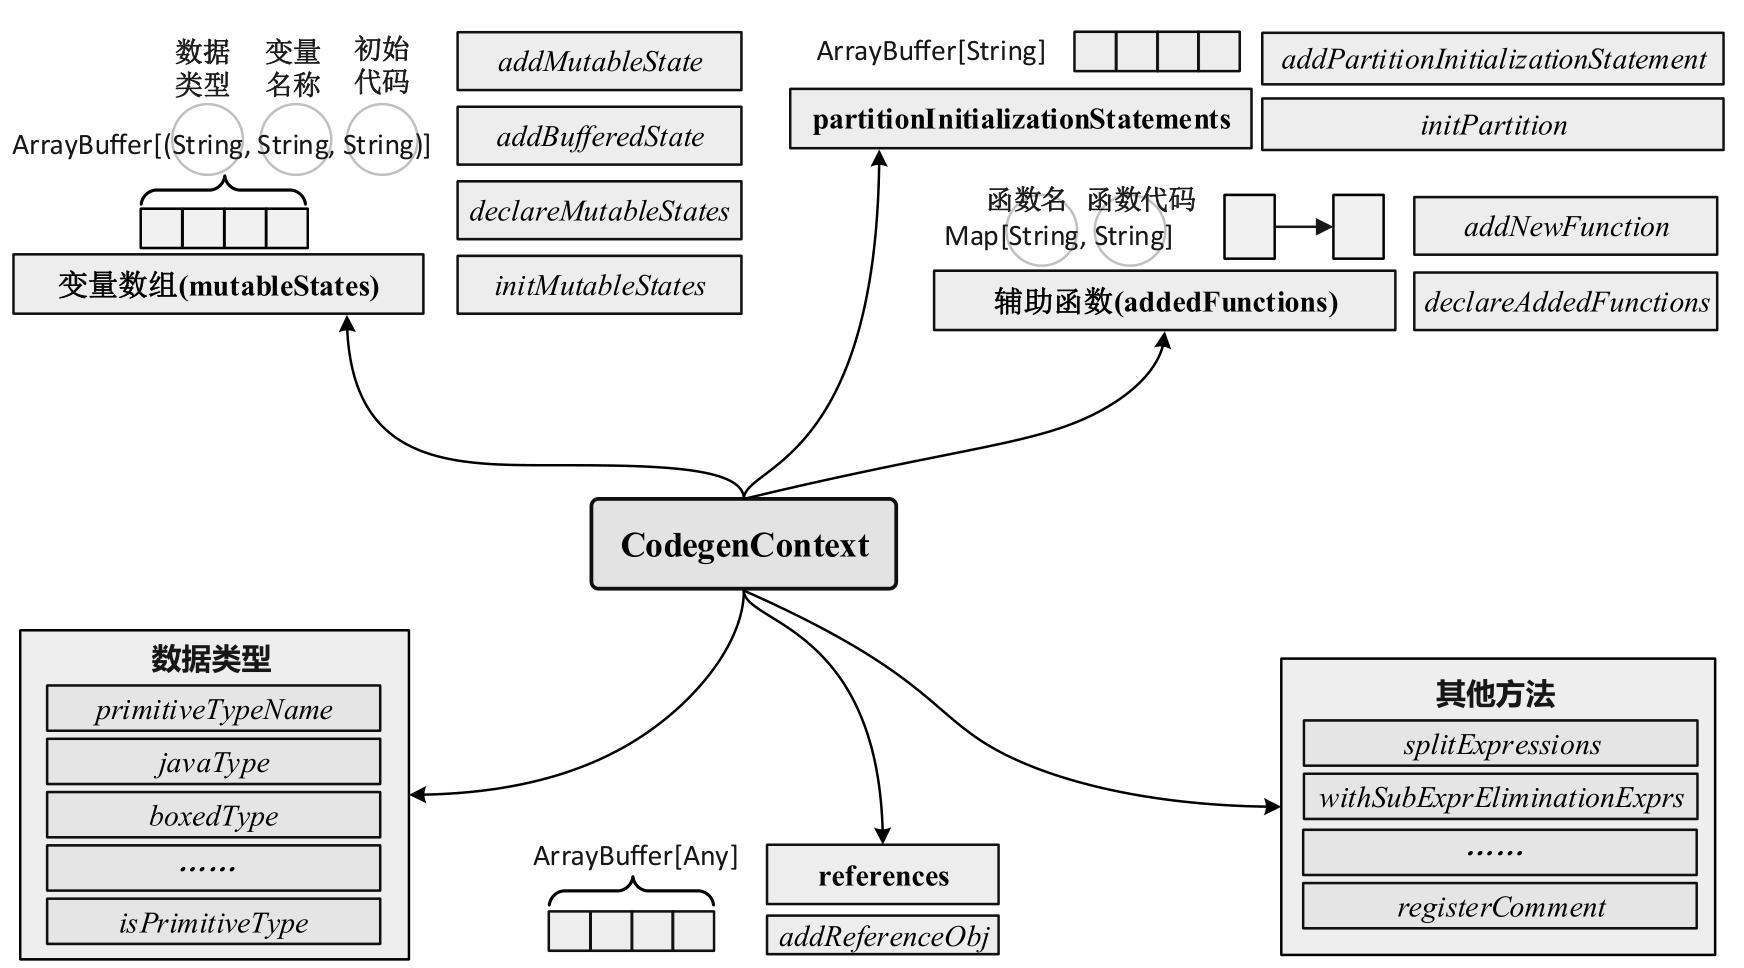 数据
类型
变量
名称
初始
代码
ArrayBuffer[(String, String, String)]
变量数组(mutableStates)
addMutableState
addBufferedState
declareMutableStates
initMutableStates
ArrayBuffer[String]
partitionInitializationStatements
addPartitionInitializationStatement
initPartition
函数名 函数代码
Map[String, String]
辅助函数(addedFunctions)
addNewFunction
declareAddedFunctions
CodegenContext
数据类型
primitiveTypeName
javaType
boxedType
……
isPrimitiveType
ArrayBuffer[Any]
references
addReferenceObj
其他方法
splitExpressions
withSubExprEliminationExprs
……
registerComment